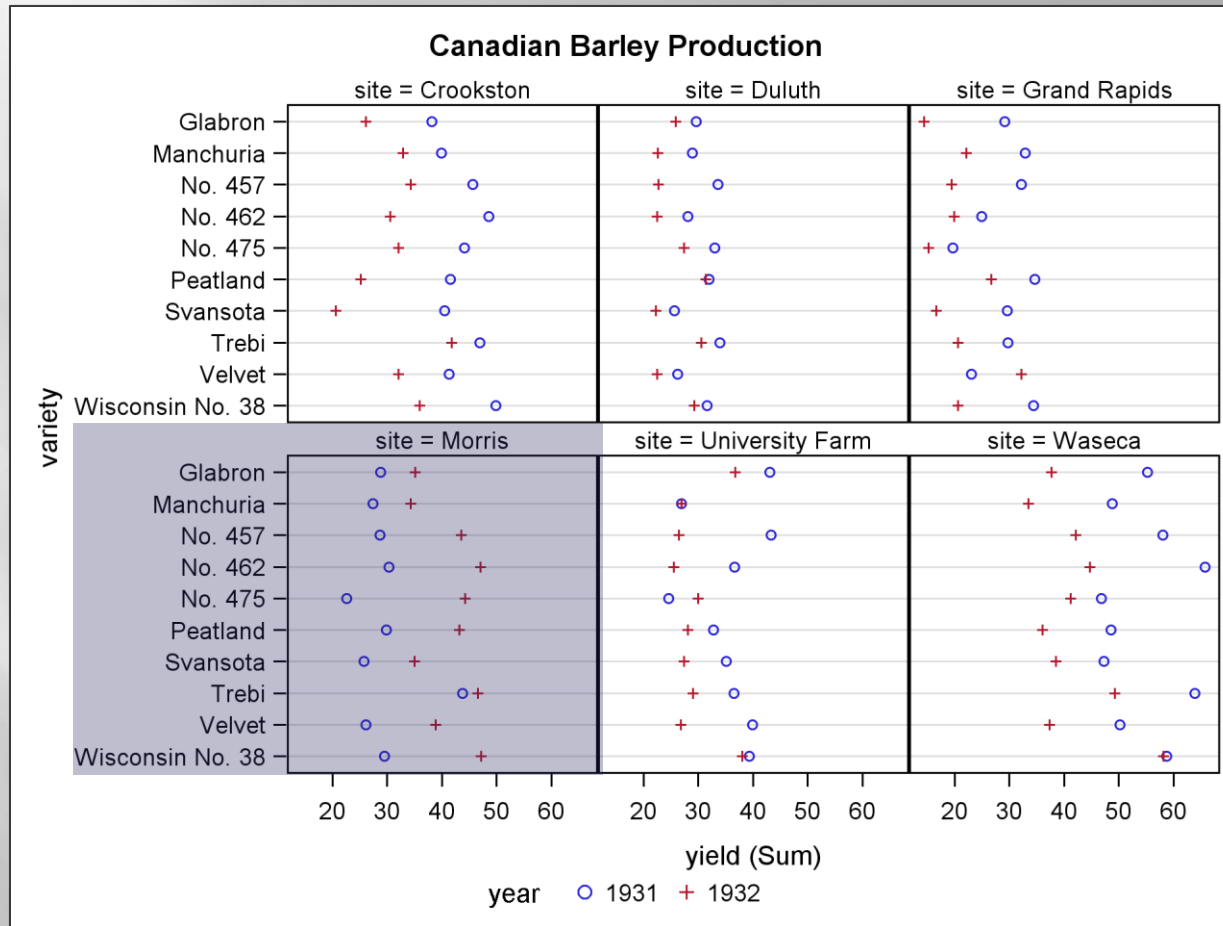 Canadian Barley Production
site = Crookston
site = Duluth
site = Grand Rapids
Glabron
Manchuria
No. 457
No. 462
No. 475
Peatland
Svansota
Trebi
Velvet
Wisconsin No. 38
variety
site = Morris
site = University Farm
site = Waseca
Glabron
Manchuria
No. 457
No. 462
No. 475
Peatland
Svansota
Trebi
Velvet
Wisconsin No. 38
20 30 40 50 60 20 30 40 50 60 20 30 40 50 60
yield (Sum)
year 1931 1932